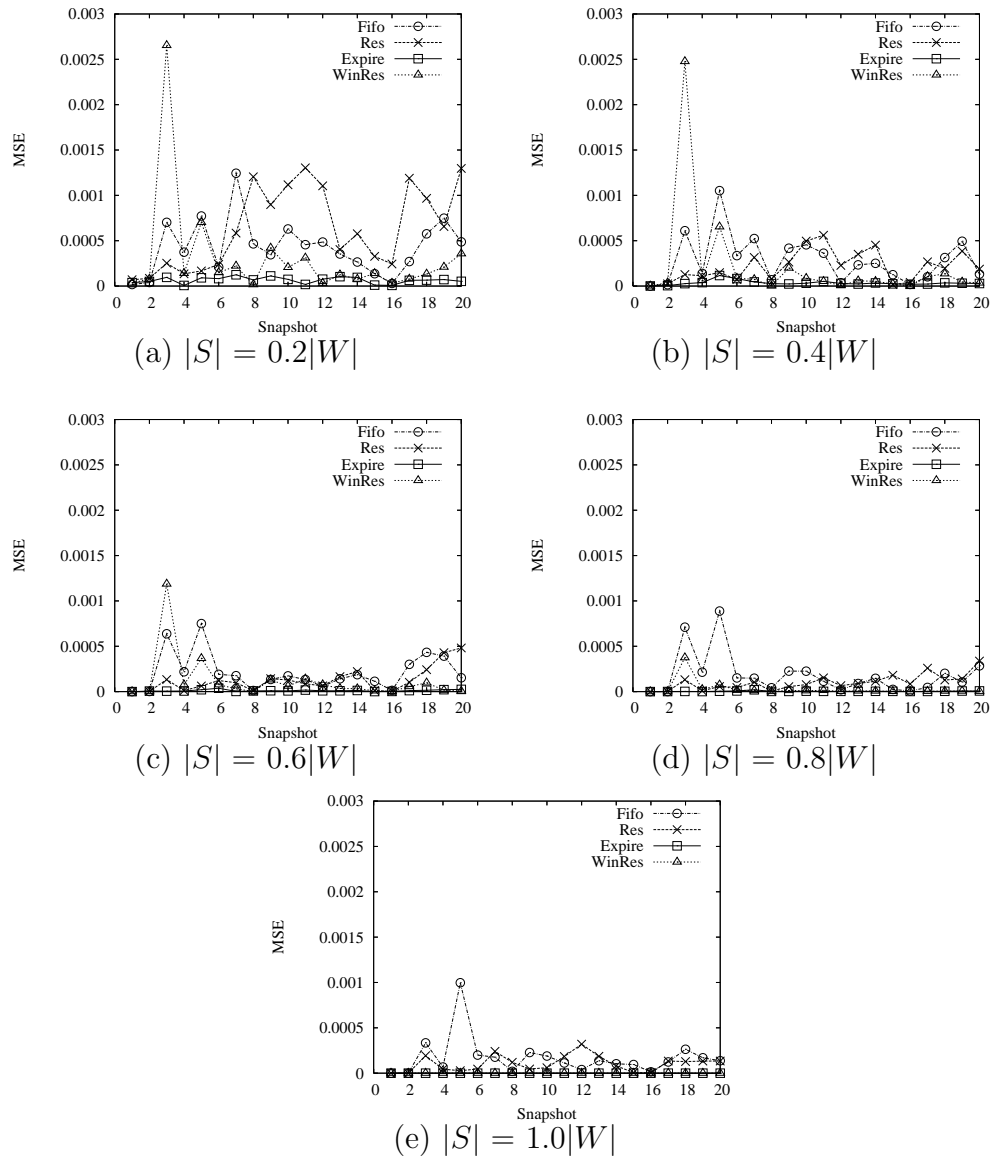 0.003
0.0025
0.002
0.0015
0.001
0.0005
0
MSE
Fifo
Res
Expire
WinRes
0 2 4 6 8 10 12 14 16 18 20
Snapshot
(a) |S| = 0.2|W|
0.003
0.0025
0.002
0.0015
0.001
0.0005
0
MSE
Fifo
Res
Expire
WinRes
0 2 4 6 8 10 12 14 16 18 20
Snapshot
(b) |S| = 0.4|W|
0.003
0.0025
0.002
0.0015
0.001
0.0005
0
MSE
Fifo
Res
Expire
WinRes
0 2 4 6 8 10 12 14 16 18 20
Snapshot
(c) |S| = 0.6|W|
0.003
0.0025
0.002
0.0015
0.001
0.0005
0
MSE
Fifo
Res
Expire
WinRes
0 2 4 6 8 10 12 14 16 18 20
Snapshot
(d) |S| = 0.8|W|
0.003
0.0025
0.002
0.0015
0.001
0.0005
0
MSE
Fifo
Res
Expire
WinRes
0 2 4 6 8 10 12 14 16 18 20
Snapshot
(e) |S| = 1.0|W|